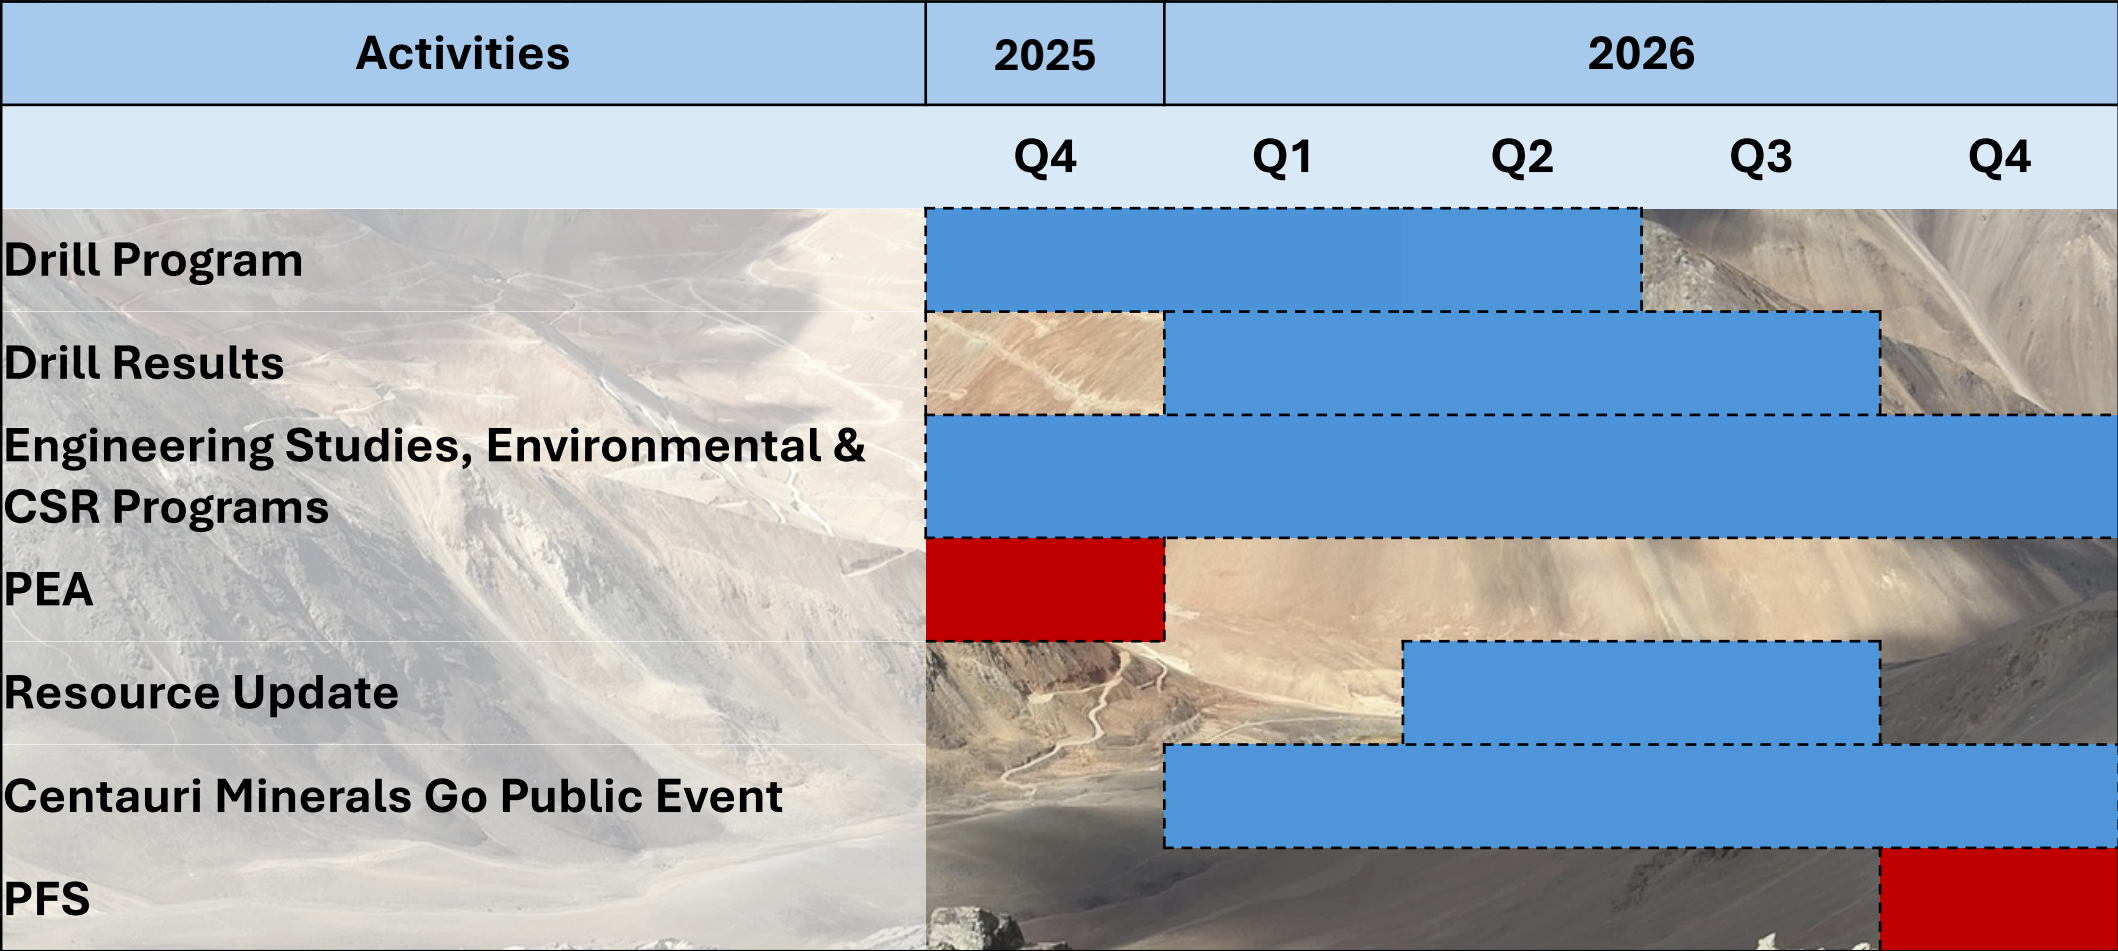 Activities
2025
2026
Q4
Q1
Q2
Q3
Q4
Drill Program
Drill Results
Engineering Studies, Environmental &
CSR Programs
PEA
Resource Update
Centauri Minerals Go Public Event
PFS